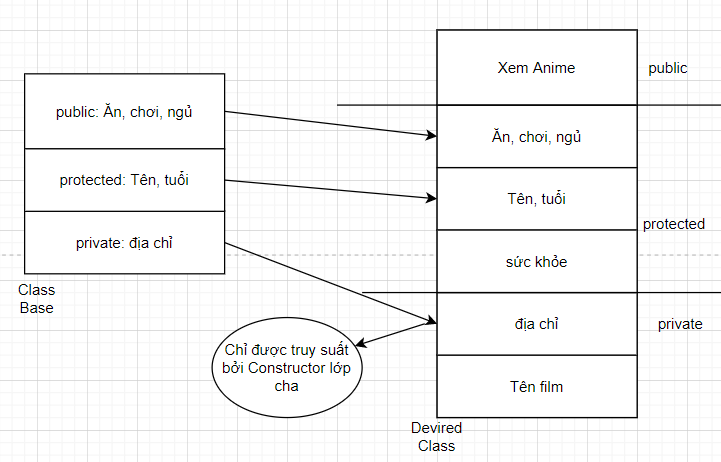 public: Ăn, chơi, ngủ
protected: Tên, tuổi
private: địa chỉ
Class
Base
Chỉ được truy suất
bởi Constructor lớp
cha
Xem Anime
public
Ăn, chơi, ngủ
Tên, tuổi
protected
sức khỏe
địa chỉ
private
Tên film
Devired
Class